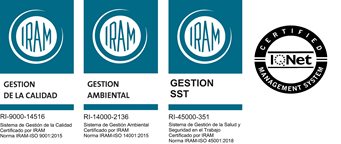 IRAM
GESTION
DE LA CALIDAD
RI-9000-14516
Sistema de Gestión de la Calidad
Certificado por IRAM
Norma IRAM-ISO 9001:2015
IRAM
GESTION
AMBIENTAL
RI-14000-2136
Sistema de Gestión Ambiental
Certificado por IRAM
Norma IRAM-ISO 14001:2015
IRAM
GESTION
SST
RI-45000-351
Sistema de Gestión de la Salud y
Seguridad en el Trabajo
Certificado por IRAM
Norma IRAM-ISO 45001:2018
CERTIFIED
IQNet
MANAGEMENT SYSTEM